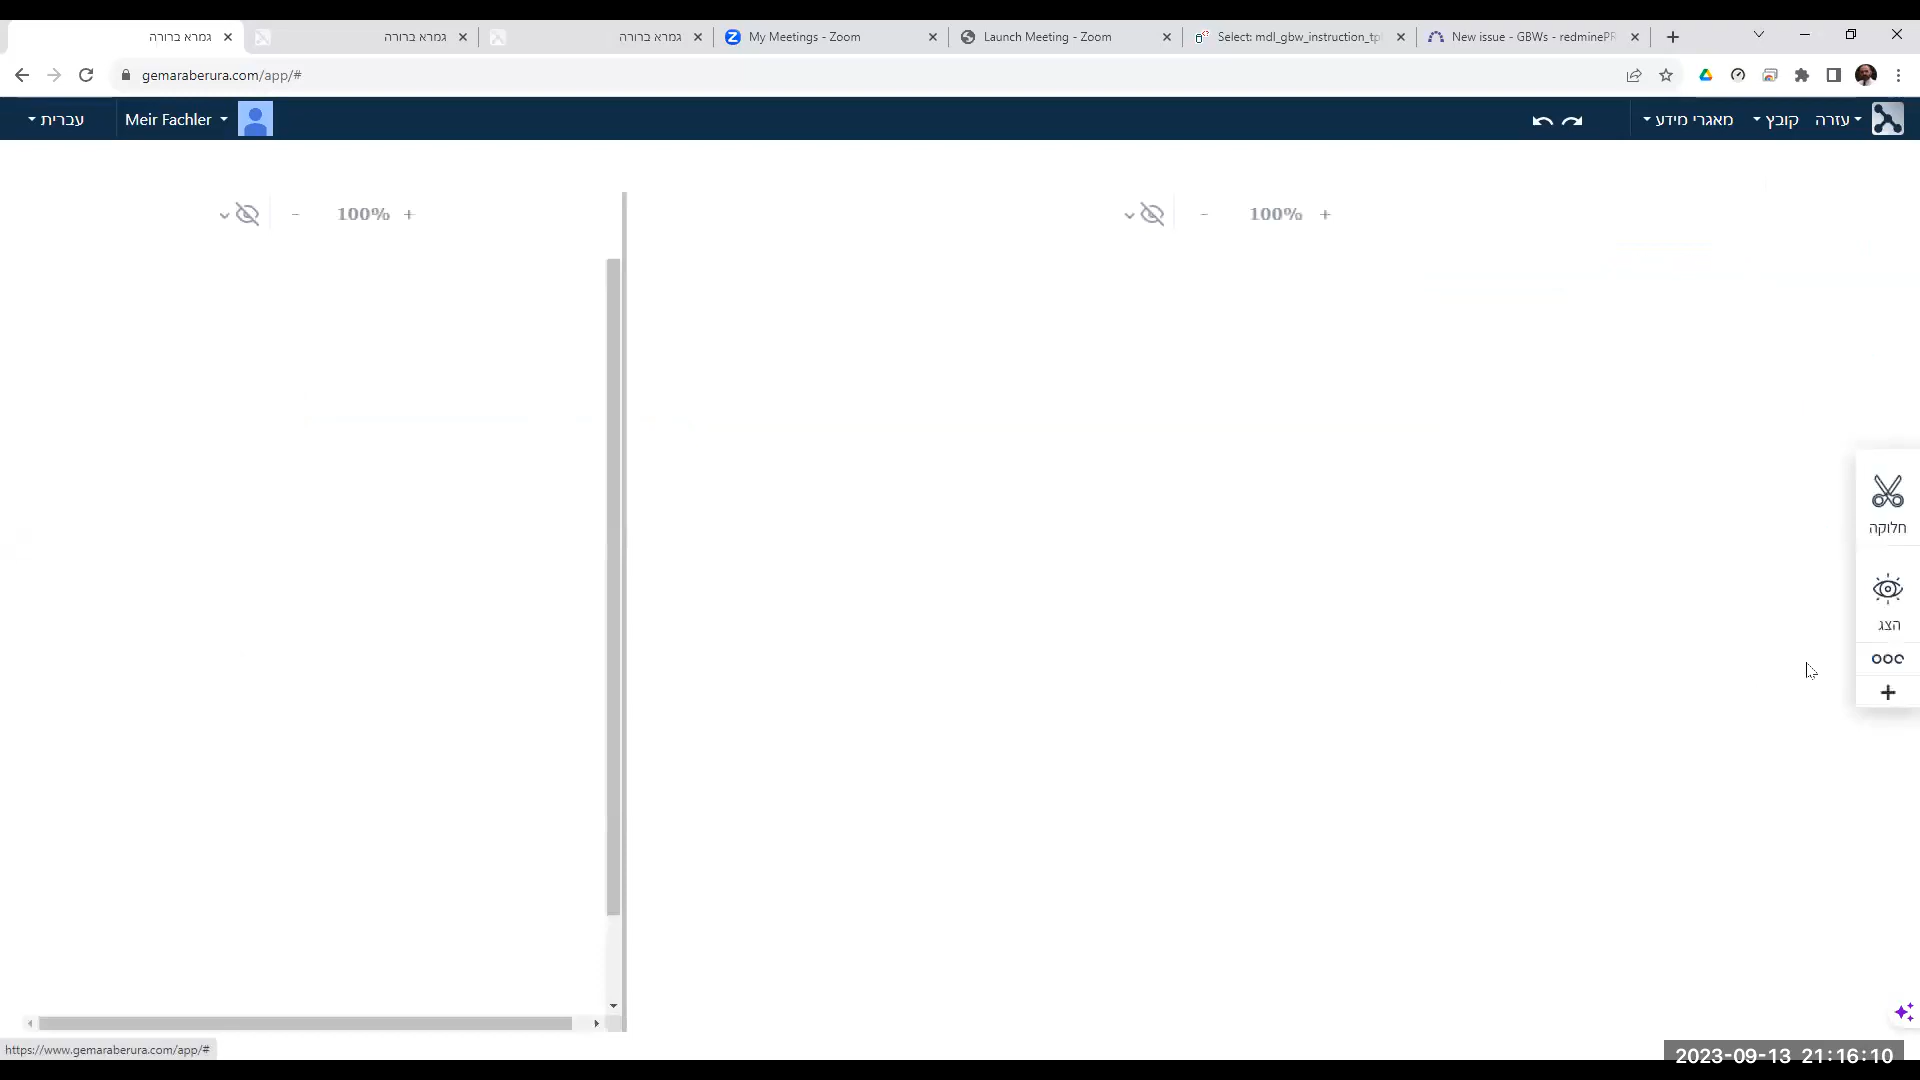 גמרא ברורה
גמרא ברורה
גמרא ברורה
My Meetings - Zoom
Launch Meeting - Zoom
Select: mdl_gbw_instruction_tpl
New issue - GBWs - redminePR
gemaraberura.com/app/#
עברית
Meir Fachler
מאגרי מידע
קובץ
עזרה
- 100% +
- 100% +
חלוקה
הצג
https://www.gemaraberura.com/app/#
2023-09-13 21:16:10